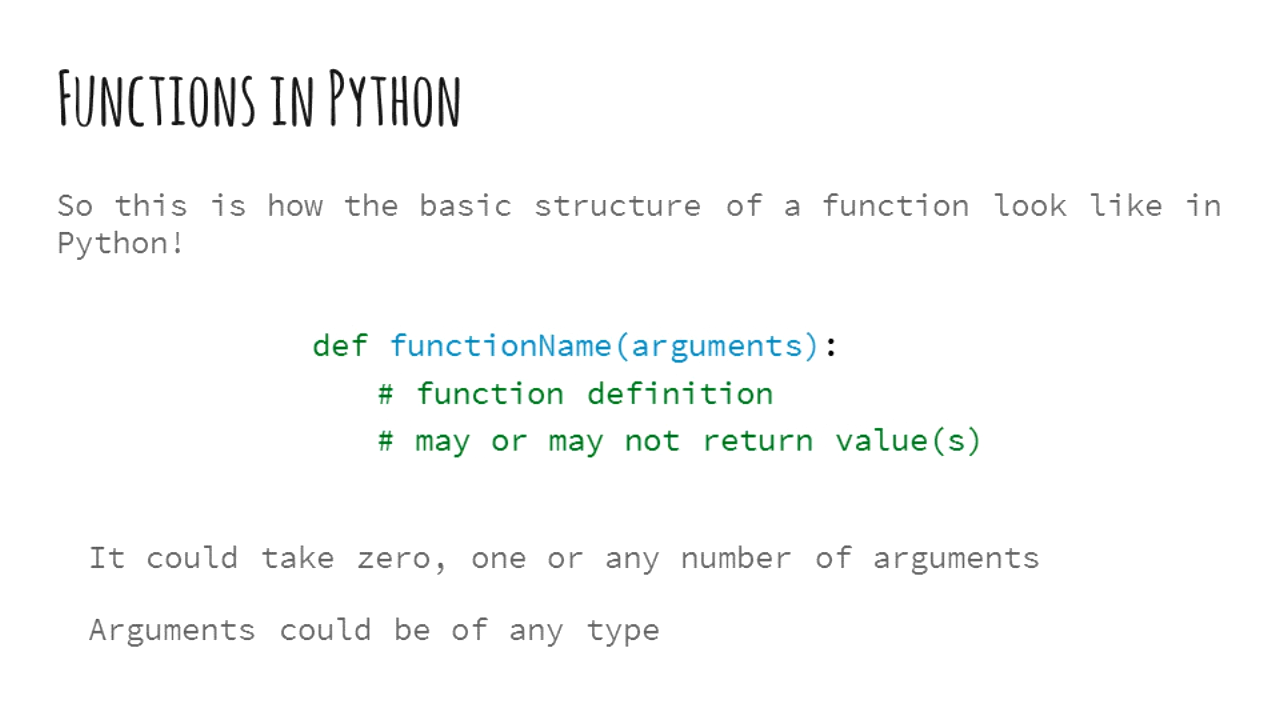 Functions in Python
So this is how the basic structure of a function look like in
Python!
def functionName(arguments):
# function definition
# may or may not return value(s)
It could take zero, one or any number of arguments
Arguments could be of any type